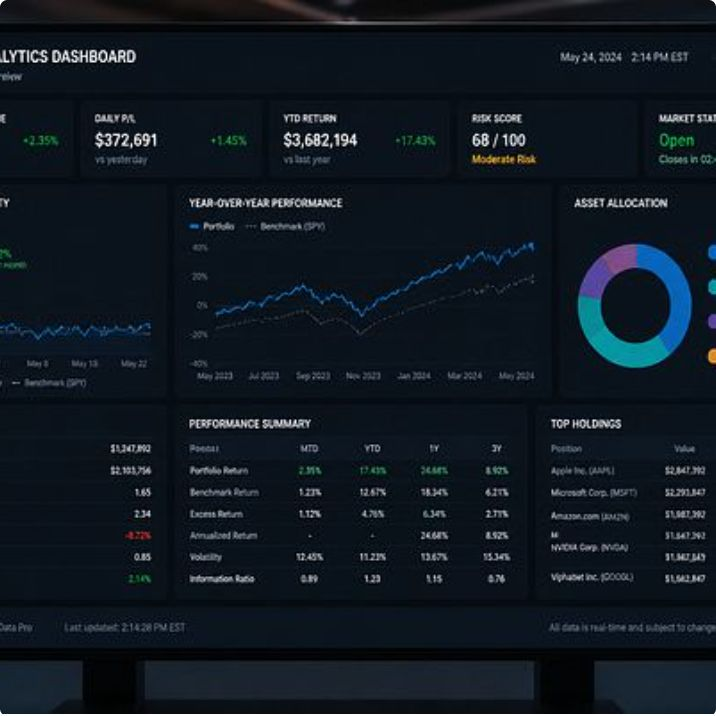 ALYTICS DASHBOARD
May 24, 2024 2:14 PM EST
E
+2.35%
DAILY P/L
$372,691
+1.45%
vs yesterday
YTD RETURN
$3,682,194
+17.43%
vs last year
RISK SCORE
68 / 100
Moderate Risk
MARKET STAT
Open
Closes in 02:
TY
2%
May 8 May 15 May 22
Benchmark (SPY)
YEAR-OVER-YEAR PERFORMANCE
Portfolio Benchmark (SPY)
40%
20%
0%
-20%
-40%
May 2023 Jul 2023 Sep 2023 Nov 2023 Jan 2024 Mar 2024 May 2024
ASSET ALLOCATION
$1,247,892
$2,103,756
1.65
2.34
-8.72%
0.85
2.14%
PERFORMANCE SUMMARY
MTD YTD 1Y 3Y
Portfolio Return 2.35% 17.43% 24.68% 8.92%
Benchmark Return 1.23% 12.67% 18.34% 6.21%
Excess Return 1.12% 4.76% 6.34% 2.71%
Annualized Return - - 24.68% 8.92%
Volatility 12.45% 11.23% 13.67% 15.34%
Information Ratio 0.89 1.23 1.15 0.76
TOP HOLDINGS
Position Value
Apple Inc. (AAPL) $2,847,392
Microsoft Corp. (MSFT) $2,293,847
Amazon.com (AMZN) $1,987,392
M
NVIDIA Corp. (NVDA)
Vlphabet Inc. (GOOGL) $1,562,847
Data Pro
Last updated: 2:14:28 PM EST
All data is real-time and subject to change